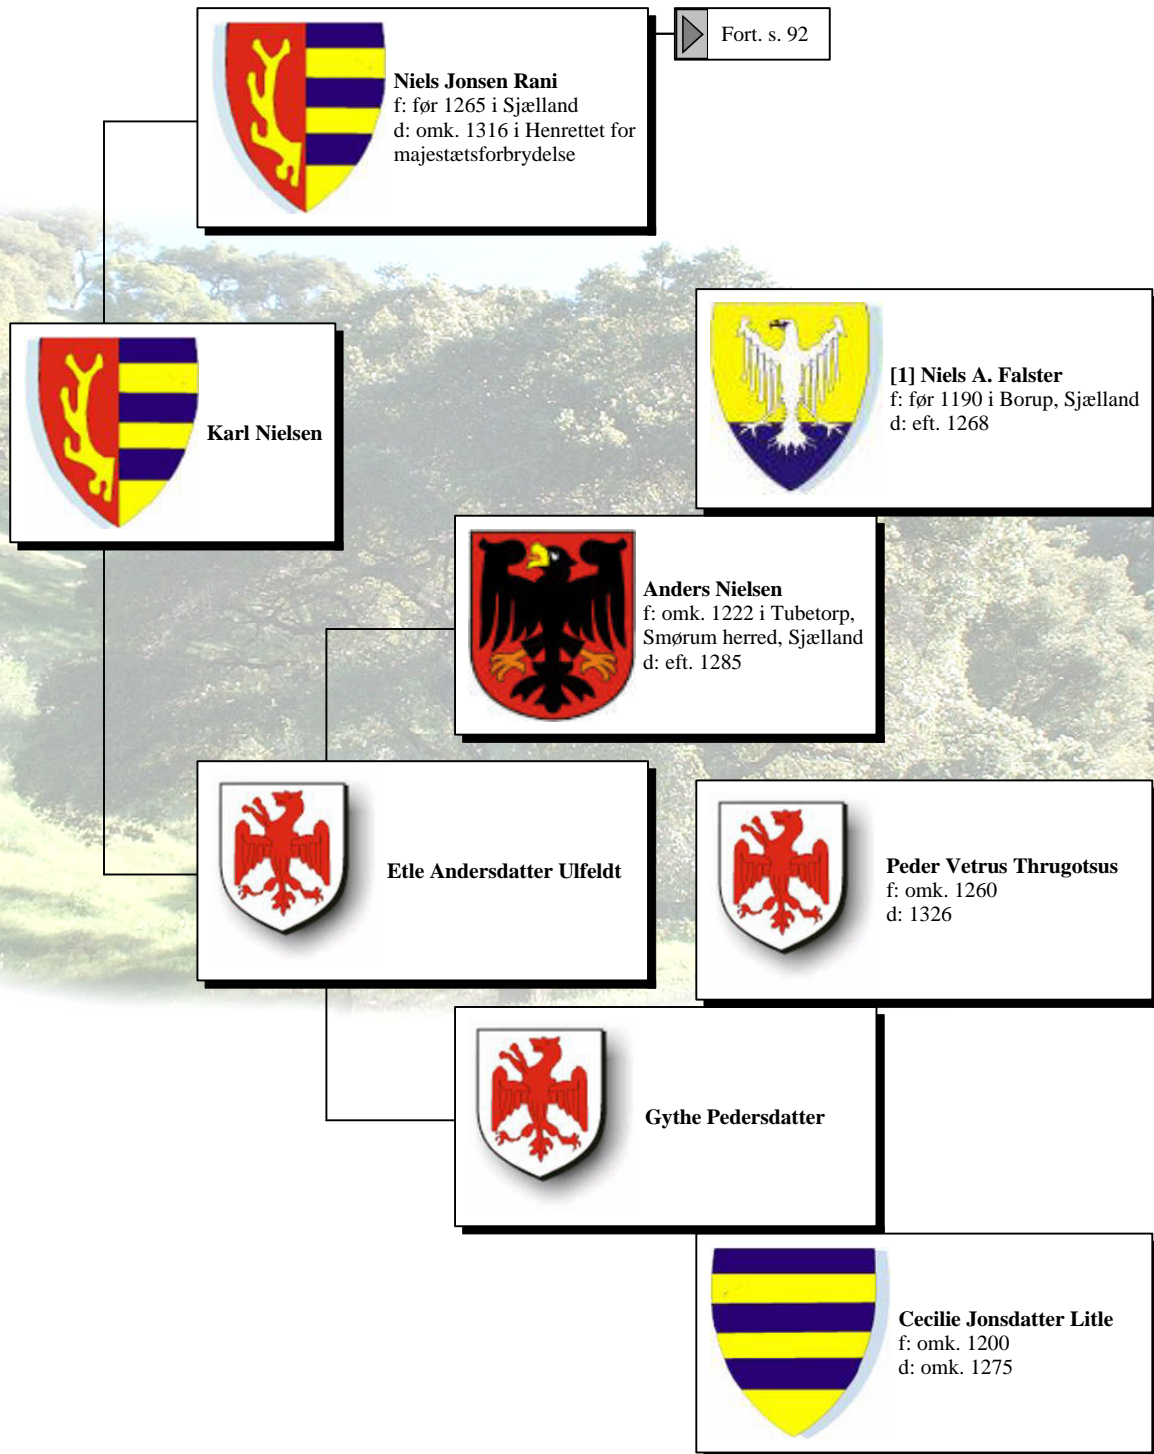 Fort. s. 92
Niels Jonsen Rani
f: før 1265 i Sjælland
d: omk. 1316 i Henrettet for
majestætsforbrydelse
Karl Nielsen
[1] Niels A. Falster
f: før 1190 i Borup, Sjælland
d: eft. 1268
Anders Nielsen
f: omk. 1222 i Tubetorp,
Smørum herred, Sjælland
d: eft. 1285
Etle Andersdatter Ulfeldt
Peder Vetrus Thrugotsus
f: omk. 1260
d: 1326
Gythe Pedersdatter
Cecilie Jonsdatter Litle
f: omk. 1200
d: omk. 1275